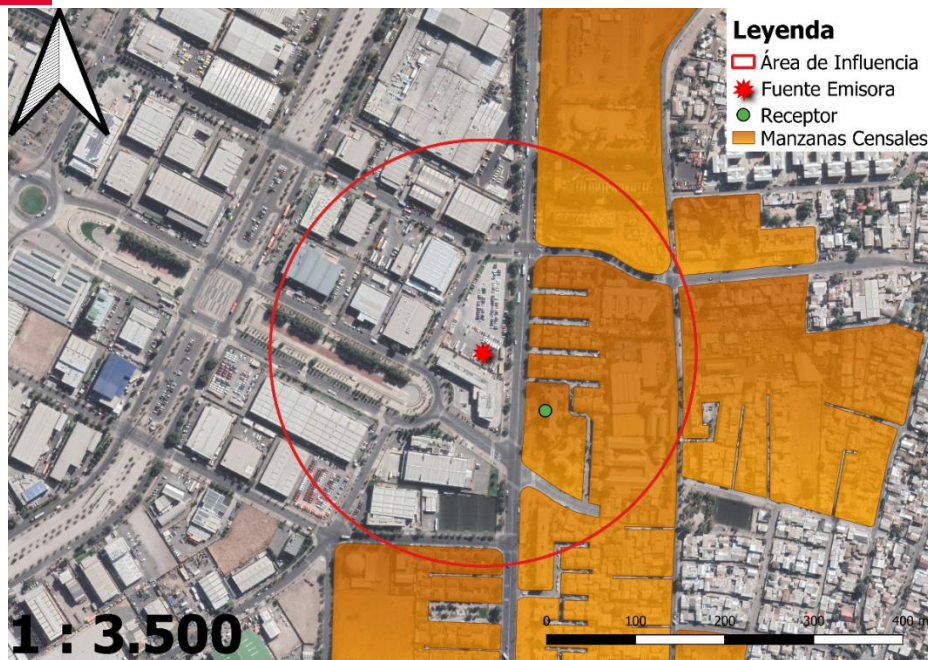 Leyenda
Área de Influencia
Fuente Emisora
Receptor
Manzanas Censales
1 : 3.500
0 100 200 300 400 m